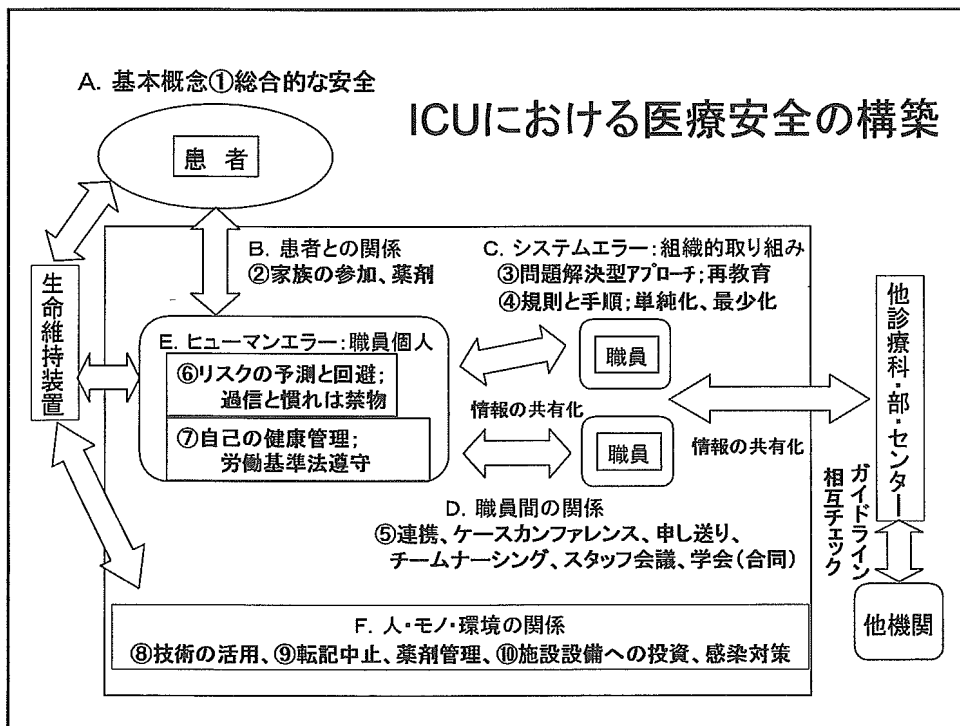 A. 基本概念①総合的な安全
ICUにおける医療安全の構築
患 者
B. 患者との関係
②家族の参加、薬剤
C. システムエラー:組織的取り組み
③問題解決型アプローチ;再教育
④規則と手順;単純化、最少化
生命維持装置
E. ヒューマンエラー:職員個人
⑥リスクの予測と回避;
過信と慣れは禁物
⑦自己の健康管理;
労働基準法遵守
職員
情報の共有化
職員
情報の共有化
他診療科・部・センター
D. 職員間の関係
⑤連携、ケースカンファレンス、申し送り、
チームナーシング、スタッフ会議、学会(合同)
ガイドライン
相互チェック
他機関
F. 人・モノ・環境の関係
⑧技術の活用、⑨転記中止、薬剤管理、⑩施設設備への投資、感染対策